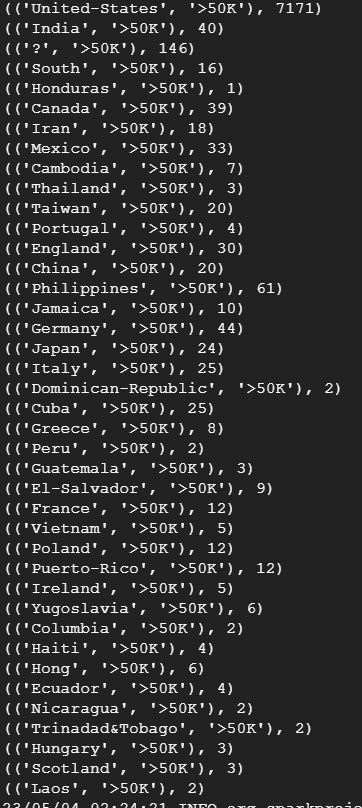 (('United-States', '>50K'), 7171)
(('India', '>50K'), 40)
(('?', '>50K'), 146)
(('South', '>50K'), 16)
(('Honduras', '>50K'), 1)
(('Canada', '>50K'), 39)
(('Iran', '>50K'), 18)
(('Mexico', '>50K'), 33)
(('Cambodia', '>50K'), 7)
(('Thailand', '>50K'), 3)
(('Taiwan', '>50K'), 20)
(('Portugal', '>50K'), 4)
(('England', '>50K'), 30)
(('China', '>50K'), 20)
(('Philippines', '>50K'), 61)
(('Jamaica', '>50K'), 10)
(('Germany', '>50K'), 44)
(('Japan', '>50K'), 24)
(('Italy', '>50K'), 25)
(('Dominican-Republic', '>50K'), 2)
(('Cuba', '>50K'), 25)
(('Greece', '>50K'), 8)
(('Peru', '>50K'), 2)
(('Guatemala', '>50K'), 3)
(('El-Salvador', '>50K'), 9)
(('France', '>50K'), 12)
(('Vietnam', '>50K'), 5)
(('Poland', '>50K'), 12)
(('Puerto-Rico', '>50K'), 12)
(('Ireland', '>50K'), 5)
(('Yugoslavia', '>50K'), 6)
(('Columbia', '>50K'), 2)
(('Haiti', '>50K'), 4)
(('Hong', '>50K'), 6)
(('Ecuador', '>50K'), 4)
(('Nicaragua', '>50K'), 2)
(('Trinadad&Tobago', '>50K'), 2)
(('Hungary', '>50K'), 3)
(('Scotland', '>50K'), 3)
(('Laos', '>50K'), 2)
23/05/04 02:24:21 INFO